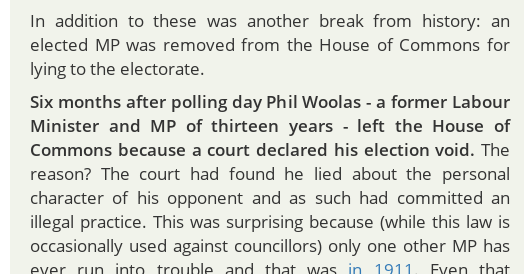 In addition to these was another break from history: an
elected MP was removed from the House of Commons for
lying to the electorate.
Six months after polling day Phil Woolas - a former Labour
Minister and MP of thirteen years - left the House of
Commons because a court declared his election void. The
reason? The court had found he lied about the personal
character of his opponent and as such had committed an
illegal practice. This was surprising because (while this law is
occasionally used against councillors) only one other MP has
ever run into trouble and that was in 1911. Even that